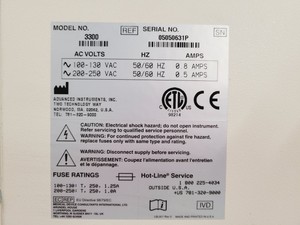 MODEL NO. REF SERIAL NO. SN
3300 05050631P
AC VOLTS HZ AMPS
100-130 VAC 50/60 HZ 0.8 AMPS
200-250 VAC 50/60 HZ 0.5 AMPS
ADVANCED INSTRUMENTS, INC.
TWO TECHNOLOGY WAY
NORWOOD, MA. 02062, U.S.A.
CAUTION: Electrical shock hazard; do not open instrument.
Refer servicing to qualified service personnel.
WARNING: For continued protection against fire hazard,
replace fuses only with same type and rating.
WARNING: Disconnect supply before servicing.
Avertissement: Coupez l'alimentation avant l'entretien
et le dépannage.
FUSE RATINGS Hot-Line® Service
100-130: T, 250, 1.25A 1 800 225-4034
200-250: T, 250, 1.0A OUTSIDE U.S.A.
+US 781-320-9000
EC REP
IVD